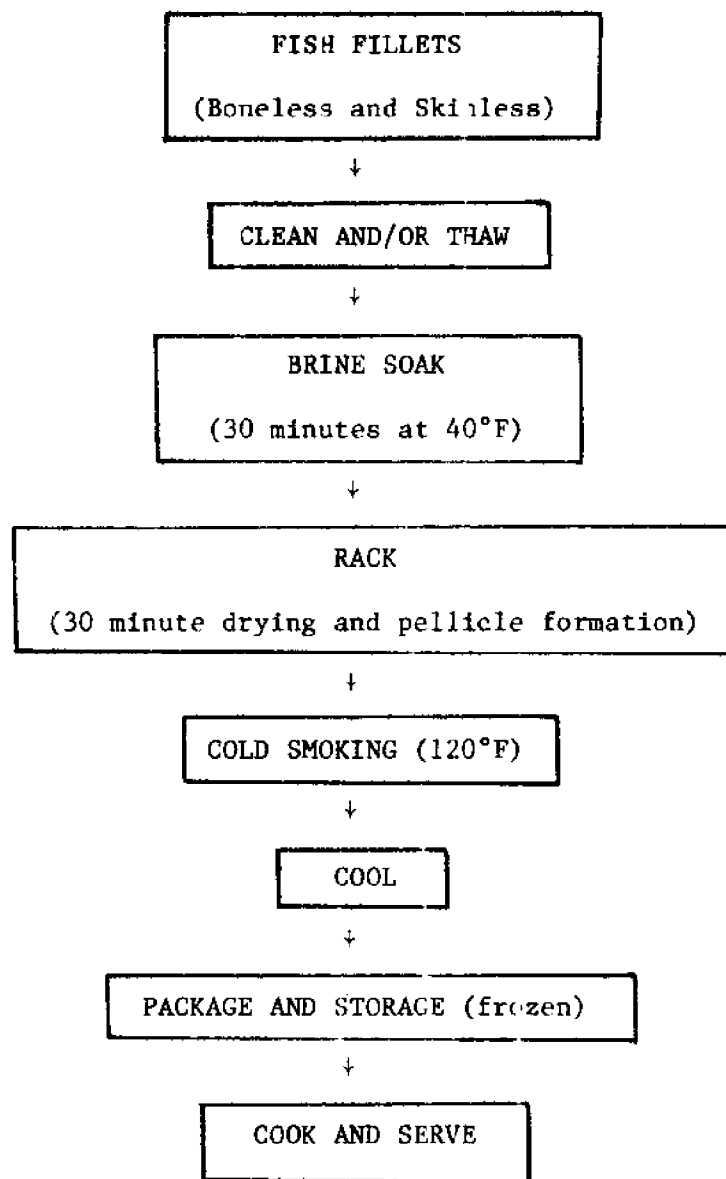 FISH FILLETS
(Boneless and Skinless)
↓
CLEAN AND/OR THAW
↓
BRINE SOAK
(30 minutes at 40°F)
↓
RACK
(30 minute drying and pellicle formation)
↓
COLD SMOKING (120°F)
↓
COOL
↓
PACKAGE AND STORAGE (frozen)
↓
COOK AND SERVE